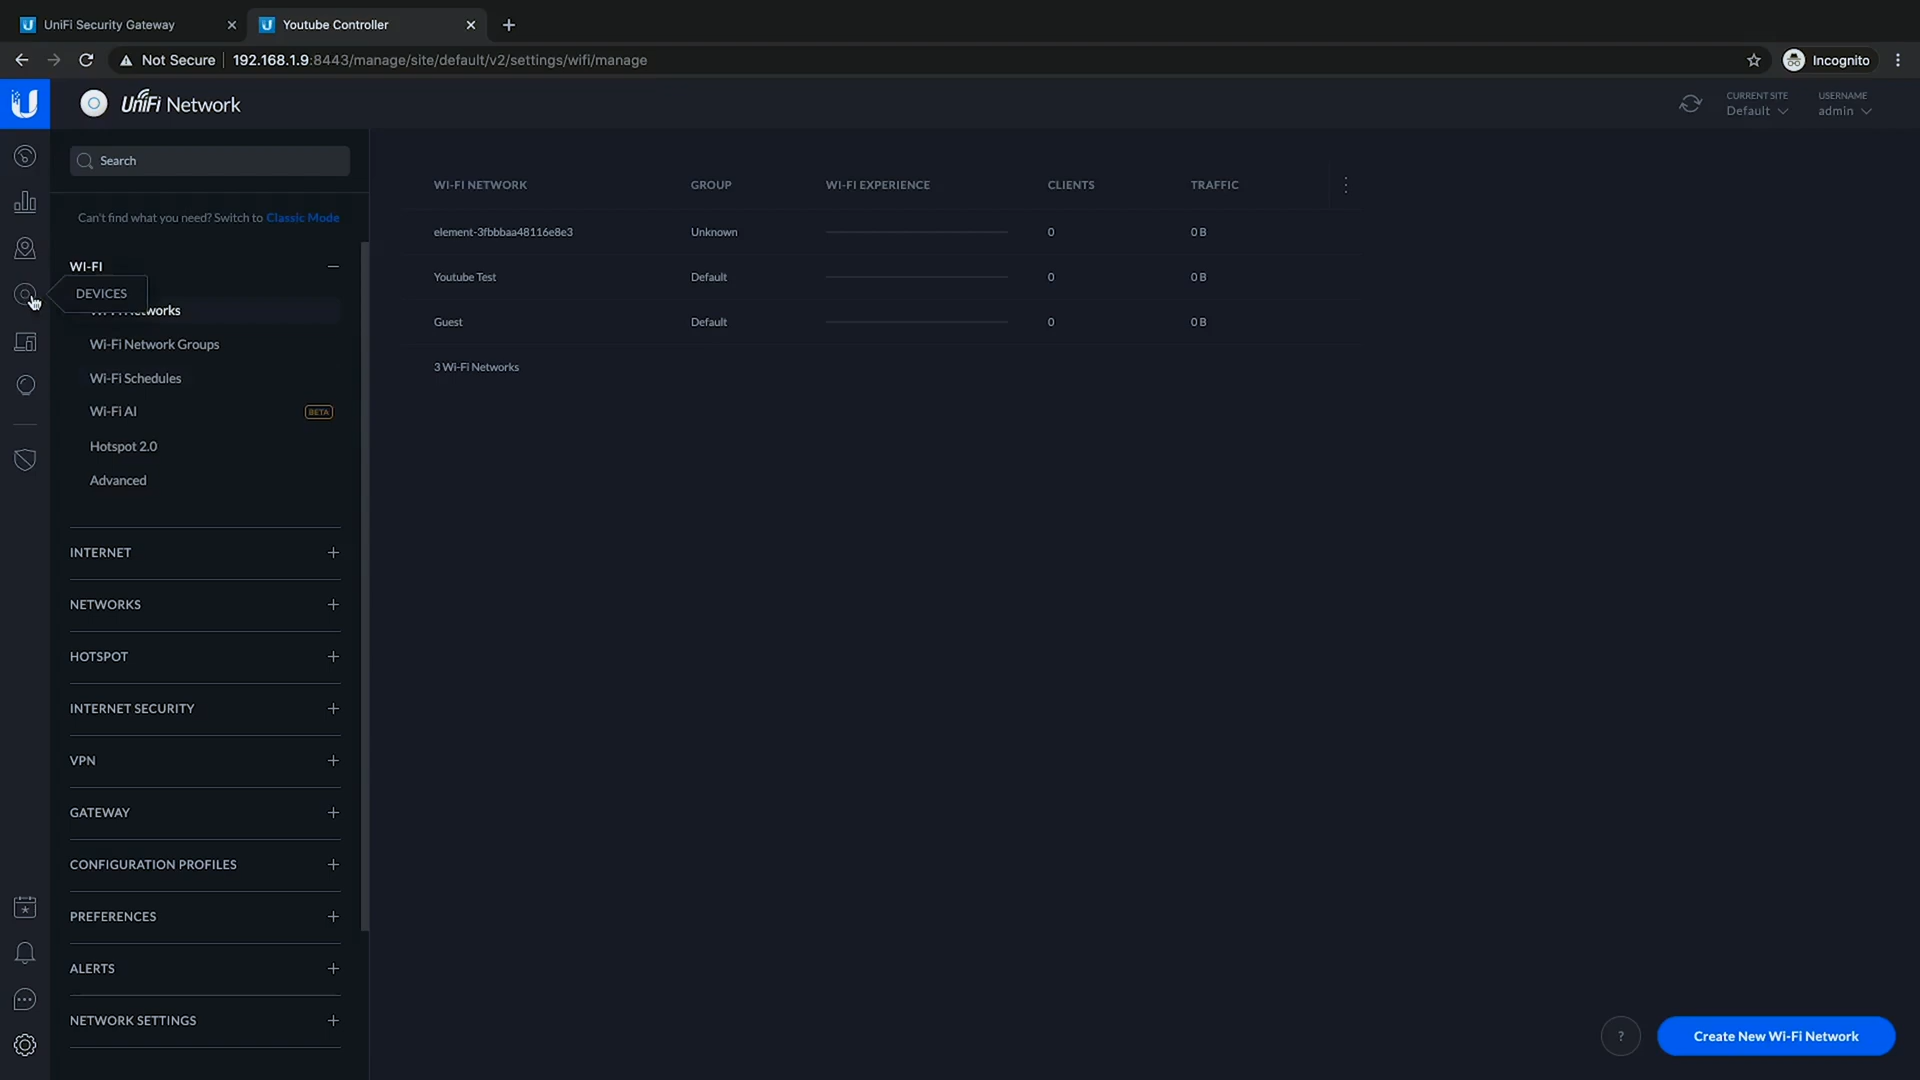 UniFi Security Gateway
Youtube Controller
Not Secure 192.168.1.9:8443/manage/site/default/v2/settings/wifi/manage
Incognito
UniFi Network
CURRENT SITE
Default
USERNAME
admin
Search
Can't find what you need? Switch to Classic Mode
WI-FI
DEVICES
Wi-Fi Networks
Wi-Fi Network Groups
Wi-Fi Schedules
Wi-Fi AI BETA
Hotspot 2.0
Advanced
INTERNET
NETWORKS
HOTSPOT
INTERNET SECURITY
VPN
GATEWAY
CONFIGURATION PROFILES
PREFERENCES
ALERTS
NETWORK SETTINGS
WI-FI NETWORK GROUP WI-FI EXPERIENCE CLIENTS TRAFFIC
element-3fbbbaa48116e8e3 Unknown 0 0 B
Youtube Test Default 0 0 B
Guest Default 0 0 B
3 Wi-Fi Networks
?
Create New Wi-Fi Network